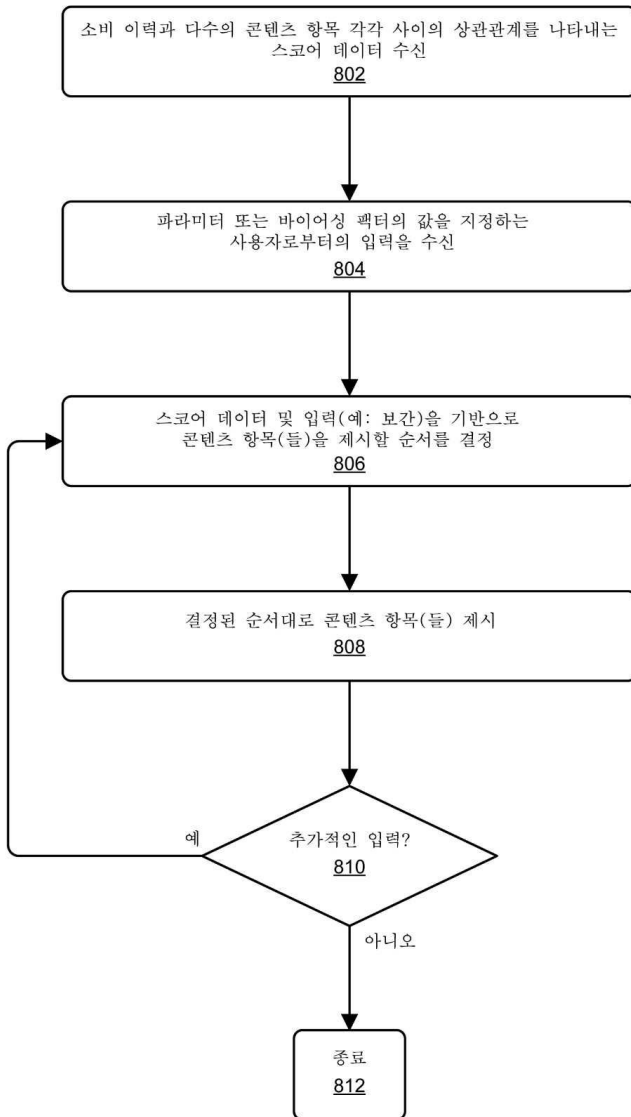 소비 이력과 다수의 콘텐츠 항목 각각 사이의 상관관계를 나타내는
스코어 데이터 수신
802
파라미터 또는 바이어싱 팩터의 값을 지정하는
사용자로부터의 입력을 수신
804
스코어 데이터 및 입력(예: 보간)을 기반으로
콘텐츠 항목(들)을 제시할 순서를 결정
806
결정된 순서대로 콘텐츠 항목(들) 제시
808
예
추가적인 입력?
810
아니오
종료
812